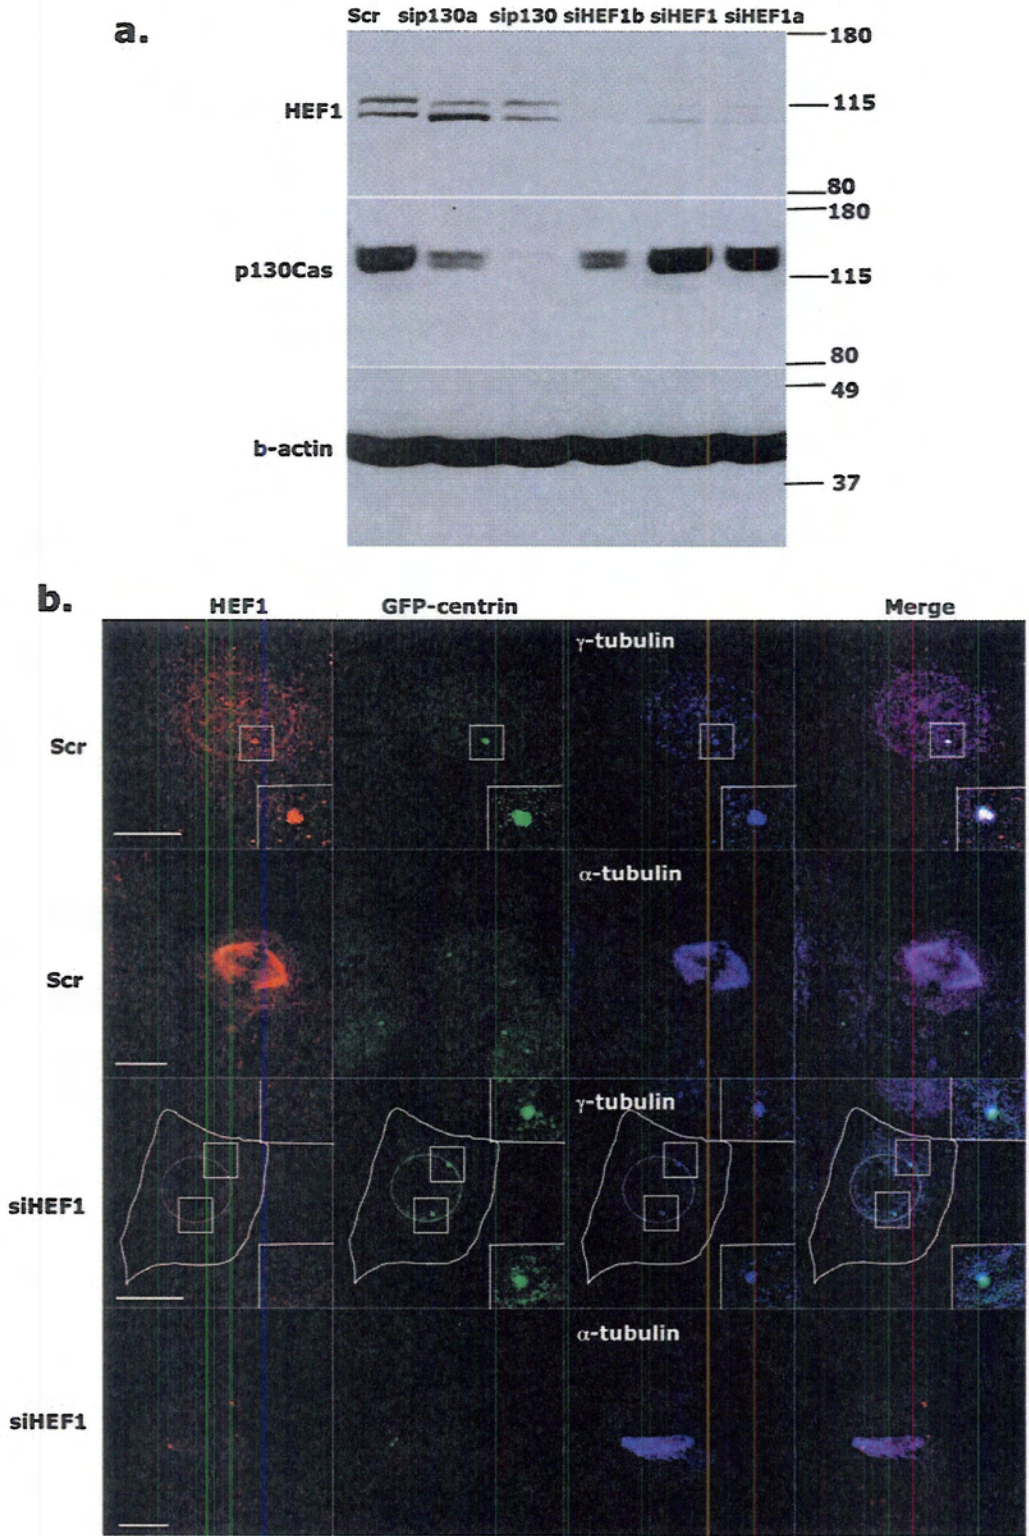 a.
Scr sip130a sip130 siHEF1b siHEF1 siHEF1a
180
HEF1
115
80
180
p130Cas
115
80
49
b-actin
37
b.
HEF1 GFP-centrin Merge
γ-tubulin
Scr
α-tubulin
Scr
γ-tubulin
siHEF1
α-tubulin
siHEF1